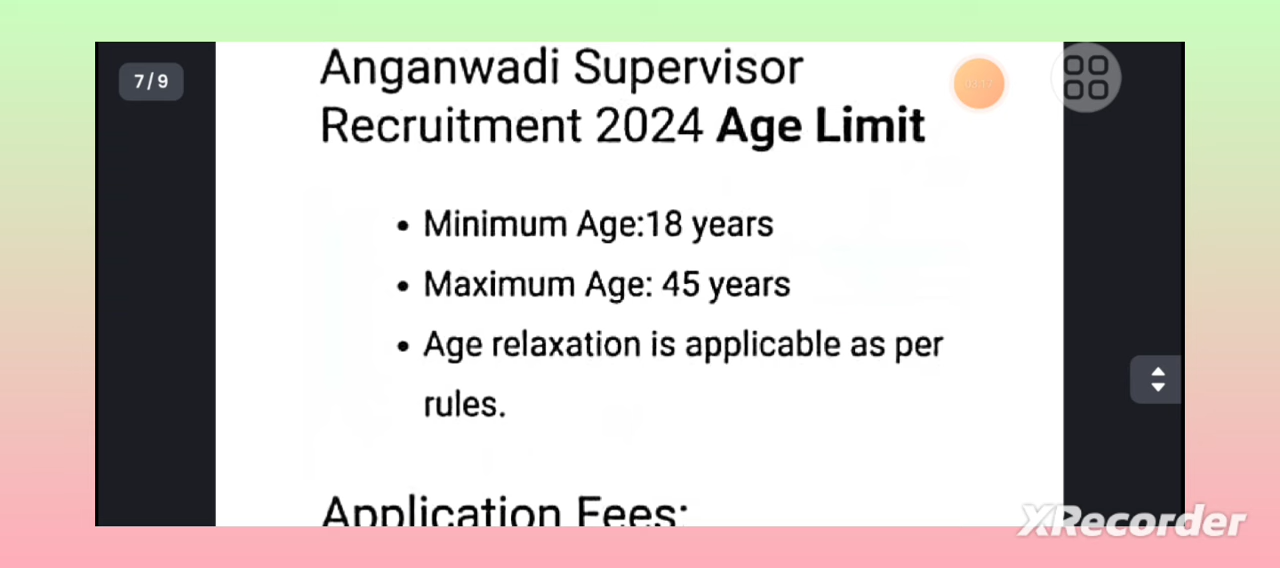 7/9
Anganwadi Supervisor
Recruitment 2024 Age Limit
• Minimum Age:18 years
• Maximum Age: 45 years
• Age relaxation is applicable as per
rules.
Application Fees:
XRecorder